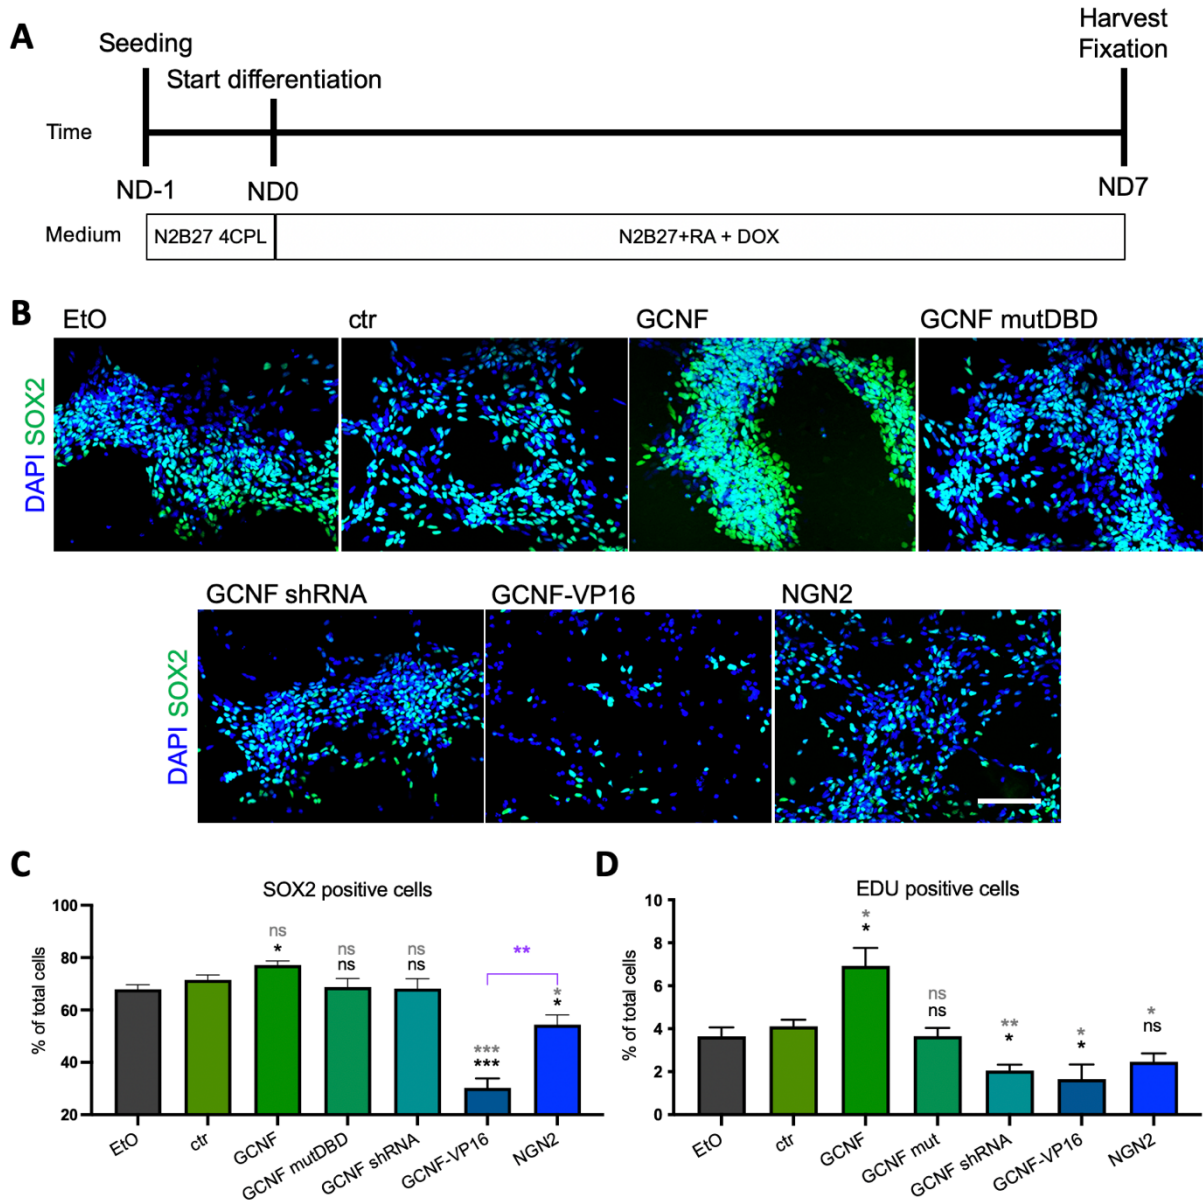 A
Seeding
Start differentiation
Harvest
Fixation
Time
ND-1
ND0
ND7
Medium
N2B27 4CPL
N2B27+RA + DOX
B
EtO
ctr
GCNF
GCNF mutDBD
DAPI SOX2
GCNF shRNA
GCNF-VP16
NGN2
DAPI SOX2
C
SOX2 positive cells
% of total cells
100
80
60
40
20
ns
*
ns
ns
ns
ns
***
***
**
*
*
EtO
ctr
GCNF
GCNF mutDBD
GCNF shRNA
GCNF-VP16
NGN2
D
EDU positive cells
% of total cells
10
8
6
4
2
0
*
*
ns
ns
**
*
*
*
*
ns
EtO
ctr
GCNF
GCNF mut
GCNF shRNA
GCNF-VP16
NGN2